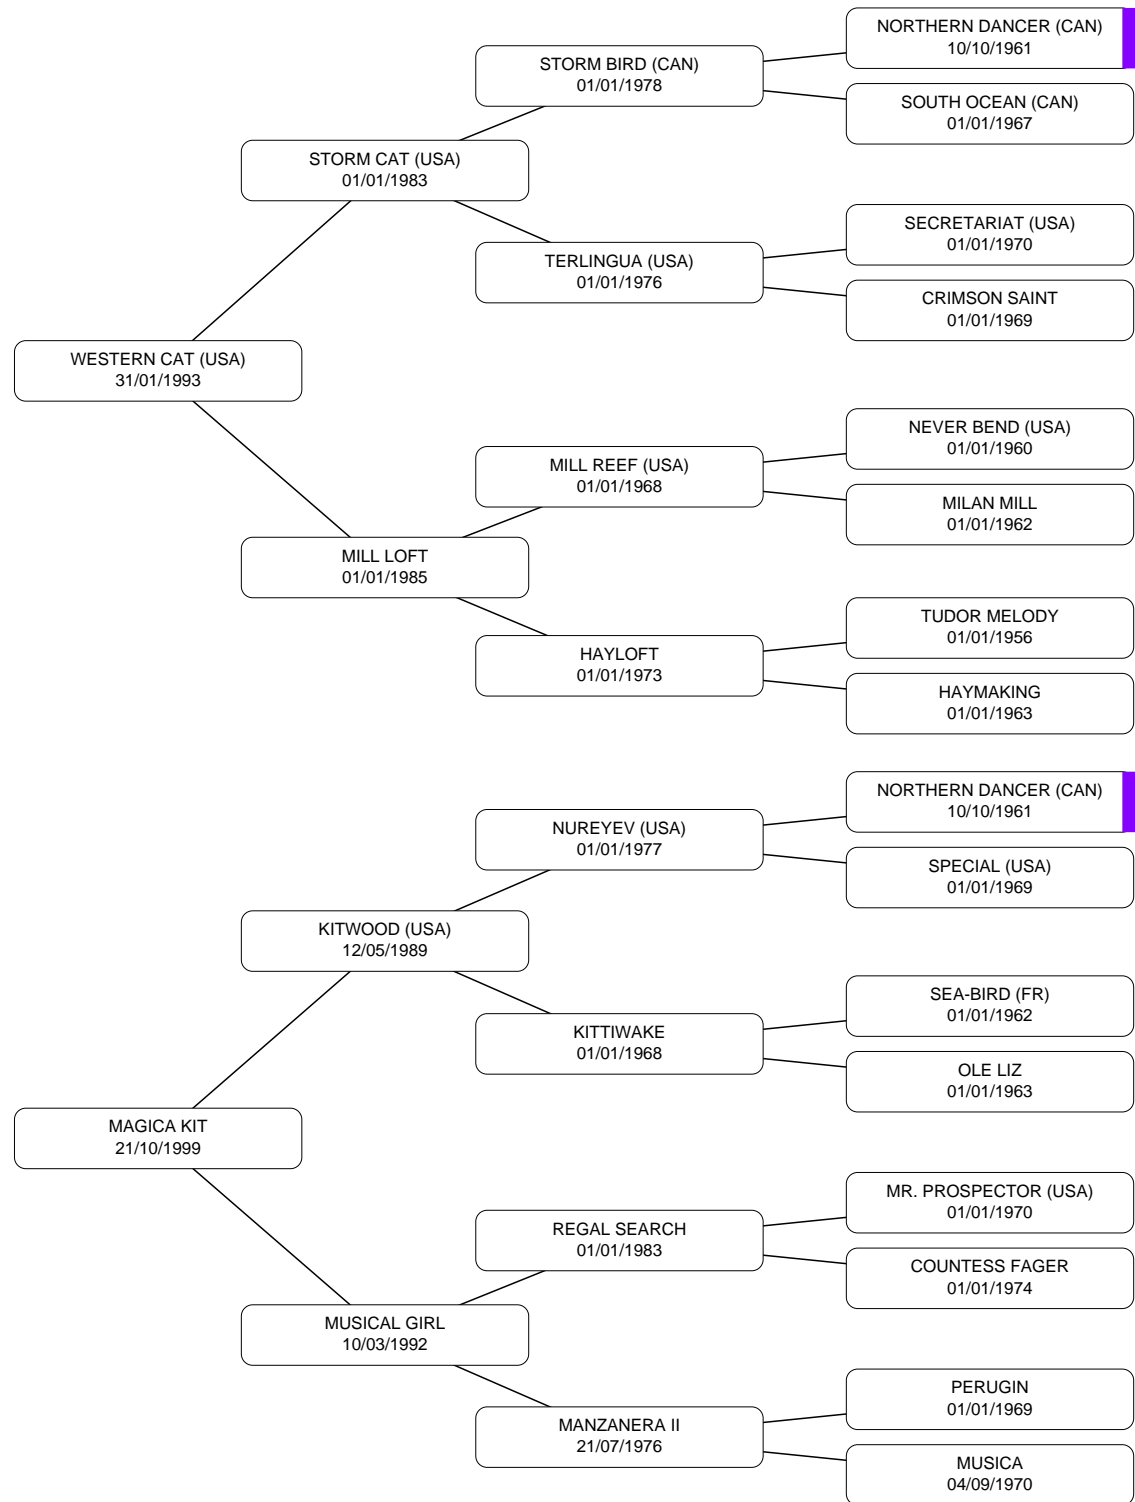 NORTHERN DANCER (CAN)
10/10/1961
STORM BIRD (CAN)
01/01/1978
SOUTH OCEAN (CAN)
01/01/1967
STORM CAT (USA)
01/01/1983
SECRETARIAT (USA)
01/01/1970
TERLINGUA (USA)
01/01/1976
CRIMSON SAINT
01/01/1969
WESTERN CAT (USA)
31/01/1993
NEVER BEND (USA)
01/01/1960
MILL REEF (USA)
01/01/1968
MILAN MILL
01/01/1962
MILL LOFT
01/01/1985
TUDOR MELODY
01/01/1956
HAYLOFT
01/01/1973
HAYMAKING
01/01/1963
NORTHERN DANCER (CAN)
10/10/1961
NUREYEV (USA)
01/01/1977
SPECIAL (USA)
01/01/1969
KITWOOD (USA)
12/05/1989
SEA-BIRD (FR)
01/01/1962
KITTIWAKE
01/01/1968
OLE LIZ
01/01/1963
MAGICA KIT
21/10/1999
MR. PROSPECTOR (USA)
01/01/1970
REGAL SEARCH
01/01/1983
COUNTESS FAGER
01/01/1974
MUSICAL GIRL
10/03/1992
PERUGIN
01/01/1969
MANZANERA II
21/07/1976
MUSICA
04/09/1970